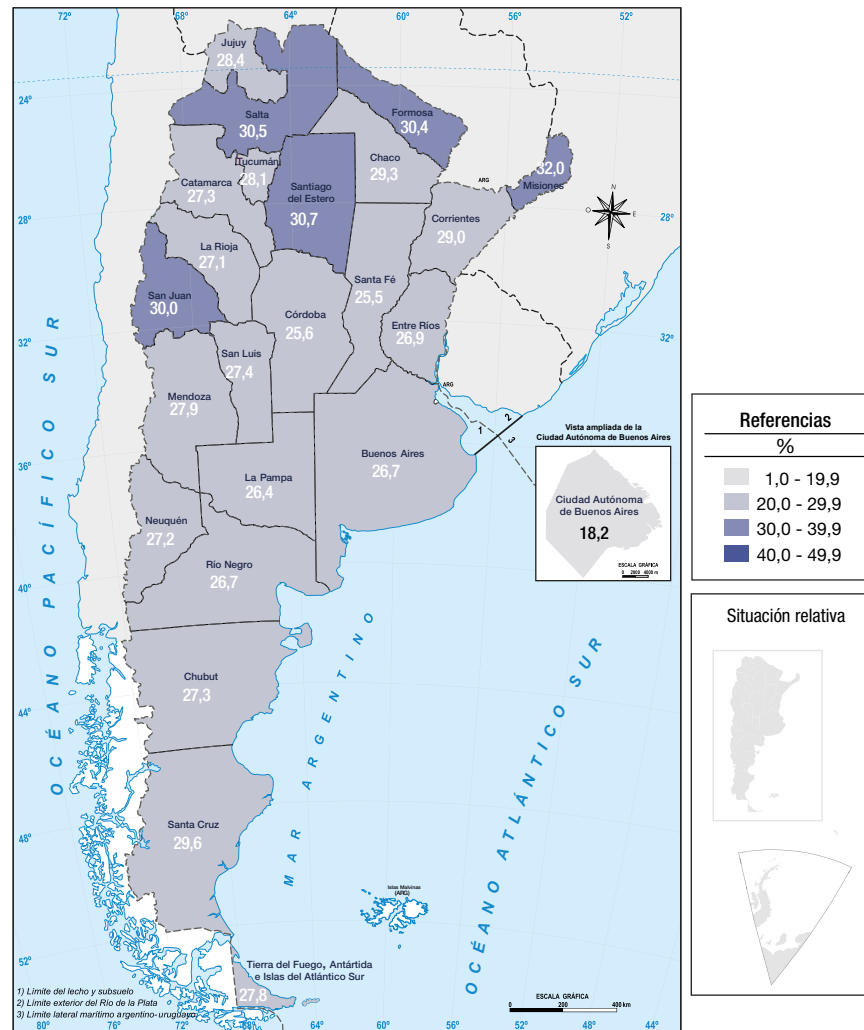 72°
68°
64°
60°
56°
52°
24°
28°
32°
36°
40°
44°
48°
52°
24°
28°
32°
Jujuy
28,4
Salta
30,5
Formosa
30,4
Tucumán
28,1
Chaco
29,3
32,0
Misiones
Catamarca
27,3
Santiago
del Estero
30,7
Corrientes
29,0
La Rioja
27,1
Santa Fé
25,5
San Juan
30,0
Córdoba
25,6
Entre Ríos
26,9
San Luis
27,4
Mendoza
27,9
Buenos Aires
26,7
La Pampa
26,4
Neuquén
27,2
Río Negro
26,7
Chubut
27,3
Santa Cruz
29,6
Tierra del Fuego, Antártida
e Islas del Atlántico Sur
27,8
ARG
ARG
N
O
E
S
1
2
3
Vista ampliada de la
Ciudad Autónoma de Buenos Aires
Ciudad Autónoma
de Buenos Aires
18,2
ESCALA GRÁFICA
0 2000 4000 m
OCÉANO PACÍFICO SUR
MAR ARGENTINO
OCÉANO ATLÁNTICO SUR
Islas Malvinas
(ARG)
1) Límite del lecho y subsuelo
2) Límite exterior del Río de la Plata
3) Límite lateral marítimo argentino-uruguayo
ESCALA GRÁFICA
0 200 400 km
80°
76°
72°
68°
64°
60°
56°
52°
48°
44°
Referencias
%
1,0 - 19,9
20,0 - 29,9
30,0 - 39,9
40,0 - 49,9
Situación relativa